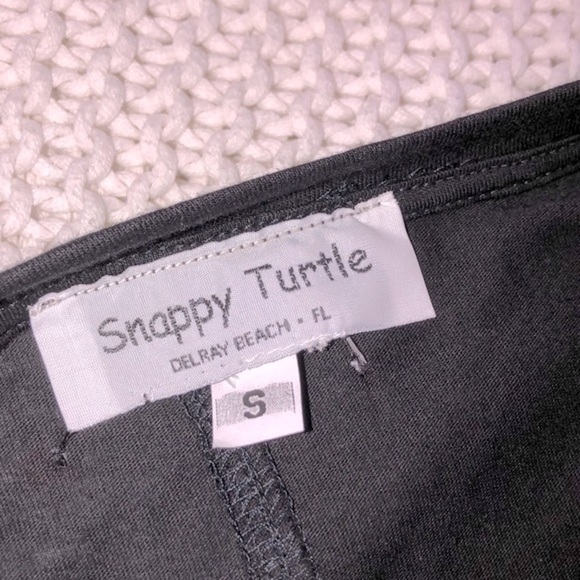 Snappy Turtle
DELRAY BEACH · FL
S